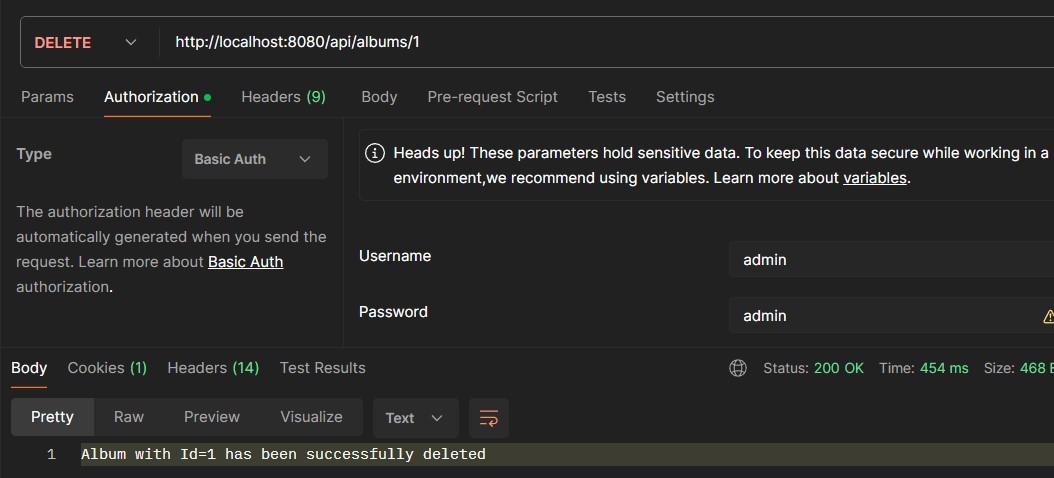 DELETE http://localhost:8080/api/albums/1
Params Authorization Headers (9) Body Pre-request Script Tests Settings
Type Basic Auth
The authorization header will be
automatically generated when you send the
request. Learn more about Basic Auth
authorization.
Heads up! These parameters hold sensitive data. To keep this data secure while working in a
environment,we recommend using variables. Learn more about variables.
Username admin
Password admin
Body Cookies (1) Headers (14) Test Results Status: 200 OK Time: 454 ms Size: 468
Pretty Raw Preview Visualize Text
1 Album with Id=1 has been successfully deleted